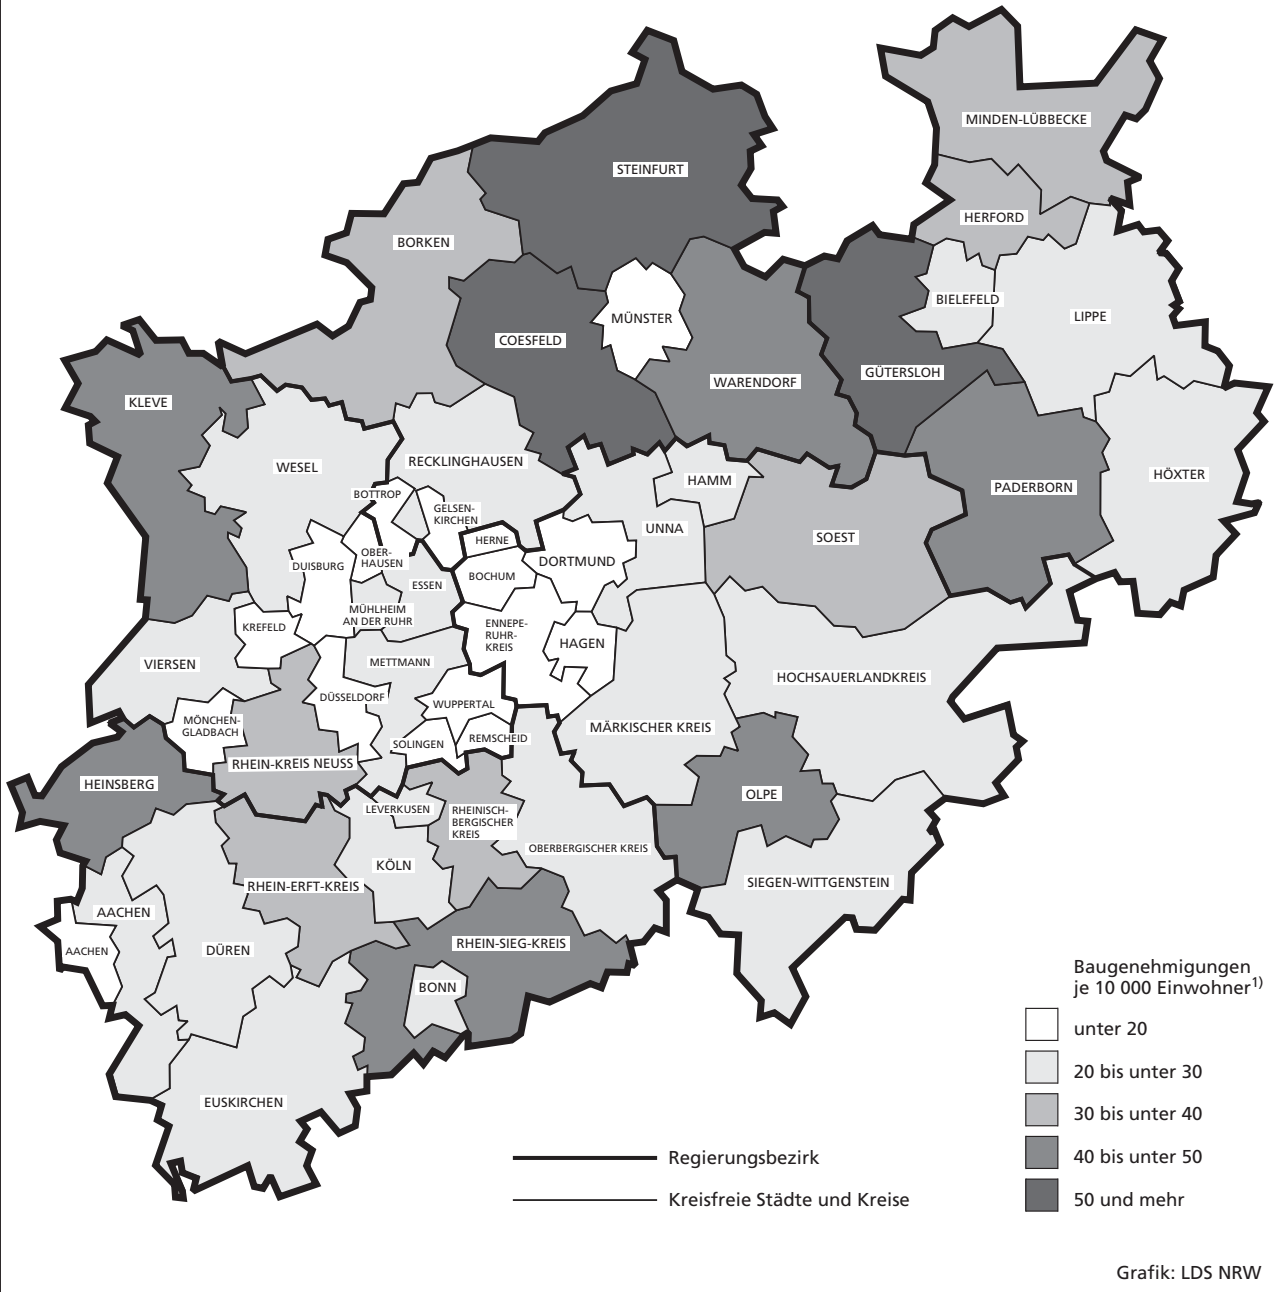 MINDEN-LÜBBECKE
STEINFURT
HERFORD
BORKEN
BIELEFELD
LIPPE
MÜNSTER
COESFELD
GÜTERSLOH
WARENDORF
KLEVE
RECKLINGHAUSEN
WESEL
HÖXTER
HAMM
PADERBORN
BOTTROP
GELSEN-
KIRCHEN
UNNA
SOEST
HERNE
OBER-
HAUSEN
DORTMUND
DUISBURG
BOCHUM
ESSEN
MÜHLHEIM
AN DER RUHR
ENNEPE-
RUHR-
KREIS
KREFELD
HAGEN
VIERSEN
METTMANN
HOCHSAUERLANDKREIS
DÜSSELDORF
WUPPERTAL
MÖNCHEN-
GLADBACH
MÄRKISCHER KREIS
SOLINGEN
REMSCHEID
RHEIN-KREIS NEUSS
HEINSBERG
OLPE
LEVERKUSEN
RHEINISCH-
BERGISCHER
KREIS
OBERBERGISCHER KREIS
KÖLN
RHEIN-ERFT-KREIS
SIEGEN-WITTGENSTEIN
AACHEN
RHEIN-SIEG-KREIS
AACHEN
DÜREN
BONN
EUSKIRCHEN
Baugenehmigungen
je 10 000 Einwohner1)
unter 20
20 bis unter 30
30 bis unter 40
40 bis unter 50
50 und mehr
Regierungsbezirk
Kreisfreie Städte und Kreise
Grafik: LDS NRW